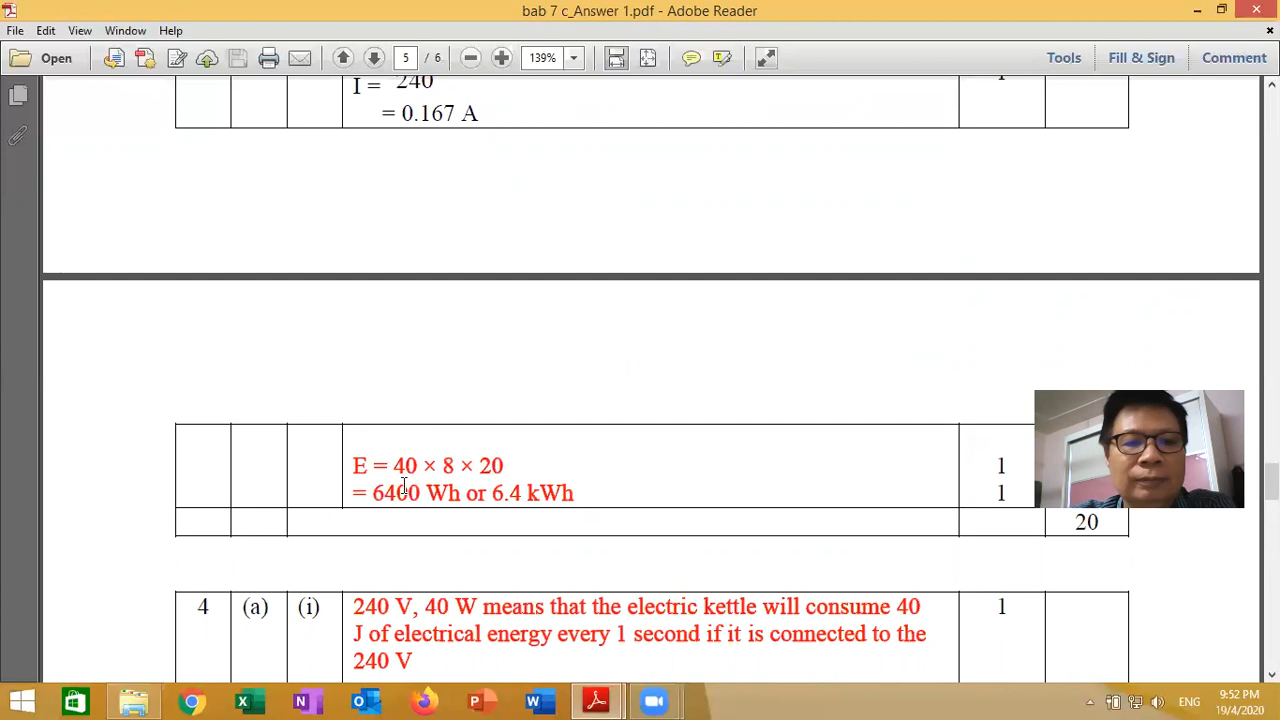 bab 7 c_Answer 1.pdf - Adobe Reader
File Edit View Window Help
Open 5 / 6 139% Tools Fill & Sign Comment
240
I =
= 0.167 A
E = 40 × 8 × 20 1
= 6400 Wh or 6.4 kWh 1
20
4 (a) (i) 240 V, 40 W means that the electric kettle will consume 40 1
J of electrical energy every 1 second if it is connected to the
240 V
ENG
9:52 PM
19/4/2020